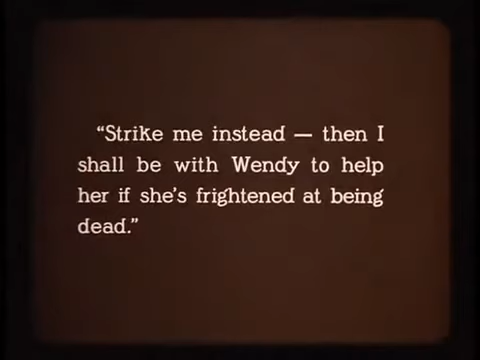 “Strike me instead — then I
shall be with Wendy to help
her if she’s frightened at being
dead.”